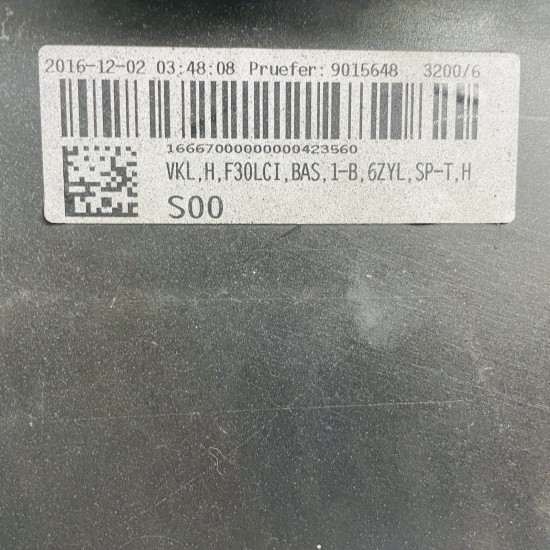 2016-12-02 03:48:08 Pruefer: 9015648 3200/6
16667000000000423560
VKL,H,F30LCI,BAS,1-B,6ZYL,SP-T,H
S00